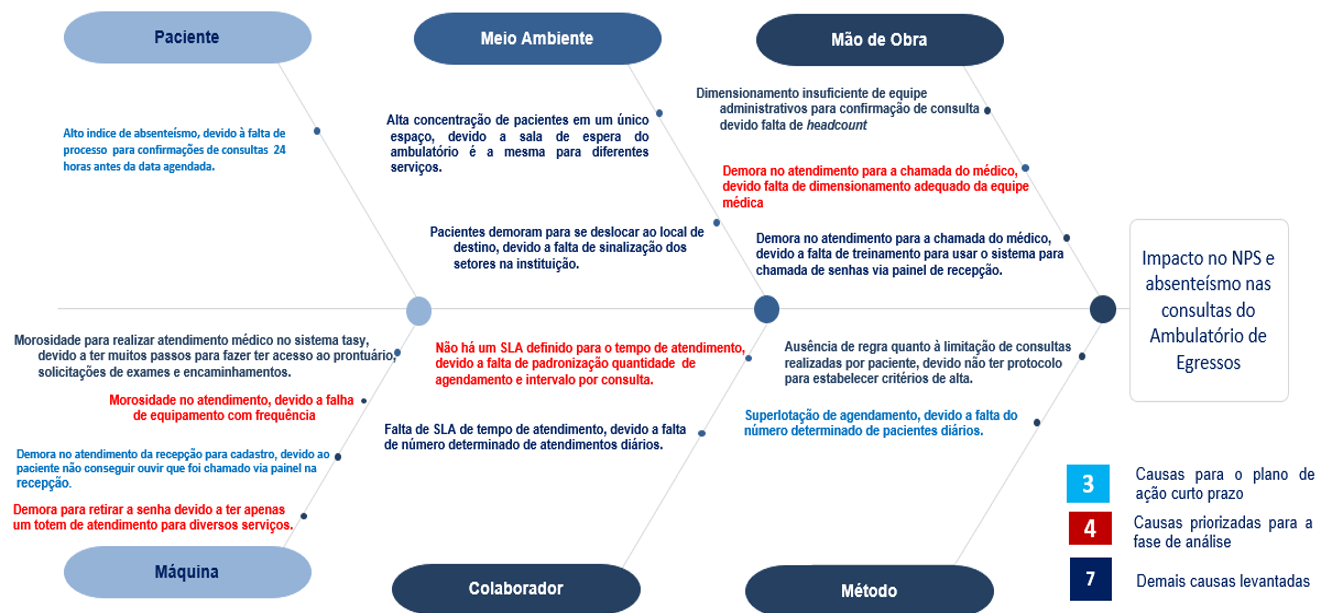 Paciente
Meio Ambiente
Mão de Obra
Alto indice de absenteísmo, devido à falta de
processo para confirmações de consultas 24
horas antes da data agendada.
Alta concentração de pacientes em um único
espaço, devido a sala de espera do
ambulatório é a mesma para diferentes
serviços.
Pacientes demoram para se deslocar ao local de
destino, devido a falta de sinalização dos
setores na instituição.
Dimensionamento insuficiente de equipe
administrativos para confirmação de consulta
devido falta de headcount
Demora no atendimento para a chamada do médico,
devido falta de dimensionamento adequado da equipe
médica
Demora no atendimento para a chamada do médico,
devido a falta de treinamento para usar o sistema para
chamada de senhas via painel de recepção.
Impacto no NPS e
absenteísmo nas
consultas do
Ambulatório de
Egressos
Morosidade para realizar atendimento médico no sistema tasy,
devido a ter muitos passos para fazer ter acesso ao prontuário,
solicitações de exames e encaminhamentos.
Morosidade no atendimento, devido a falha
de equipamento com frequência
Demora no atendimento da recepção para cadastro, devido ao
paciente não conseguir ouvir que foi chamado via painel na
recepção.
Demora para retirar a senha devido a ter apenas
um totem de atendimento para diversos serviços.
Não há um SLA definido para o tempo de atendimento,
devido a falta de padronização quantidade de
agendamento e intervalo por consulta.
Falta de SLA de tempo de atendimento, devido a falta
de número determinado de atendimentos diários.
Ausência de regra quanto à limitação de consultas
realizadas por paciente, devido não ter protocolo
para estabelecer critérios de alta.
Superlotação de agendamento, devido a falta do
número determinado de pacientes diários.
Máquina
Colaborador
Método
3
Causas para o plano de
ação curto prazo
4
Causas priorizadas para a
fase de análise
7
Demais causas levantadas